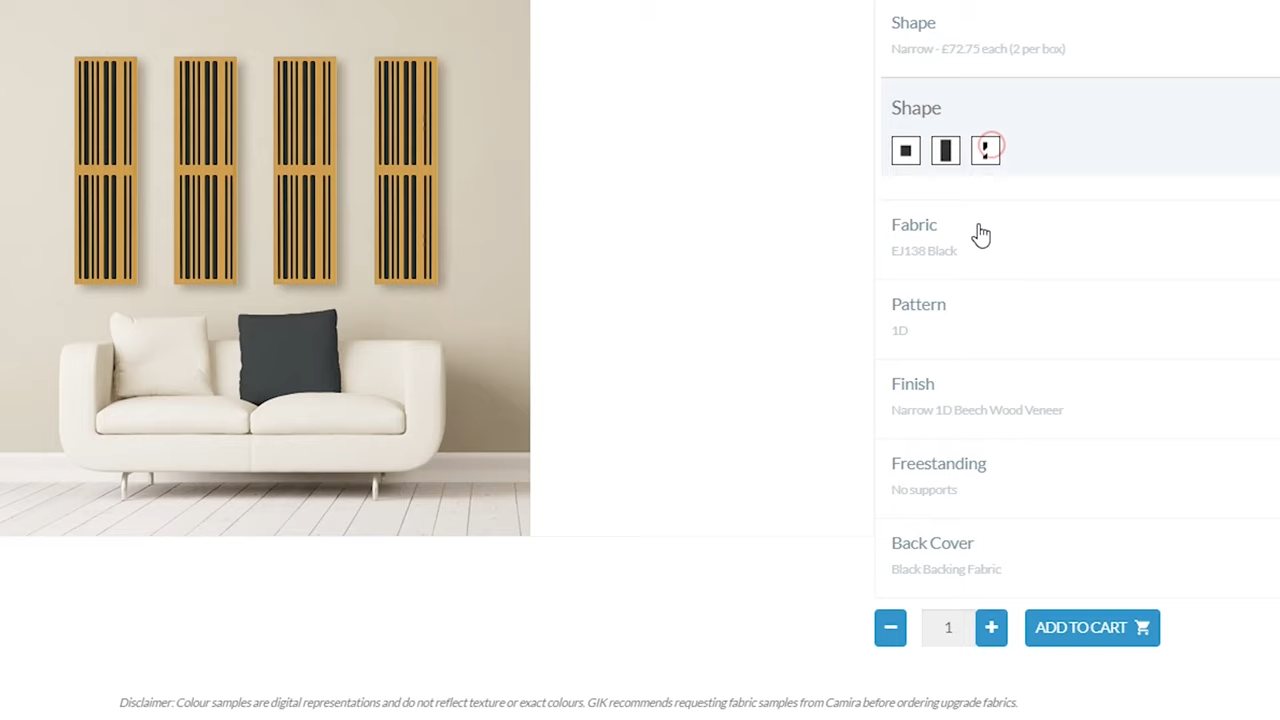 Shape
Narrow - £72.75 each (2 per box)
Shape
Fabric
EJ138 Black
Pattern
1D
Finish
Narrow 1D Beech Wood Veneer
Freestanding
No supports
Back Cover
Black Backing Fabric
1
ADD TO CART
Disclaimer: Colour samples are digital representations and do not reflect texture or exact colours. GIK recommends requesting fabric samples from Camira before ordering upgrade fabrics.